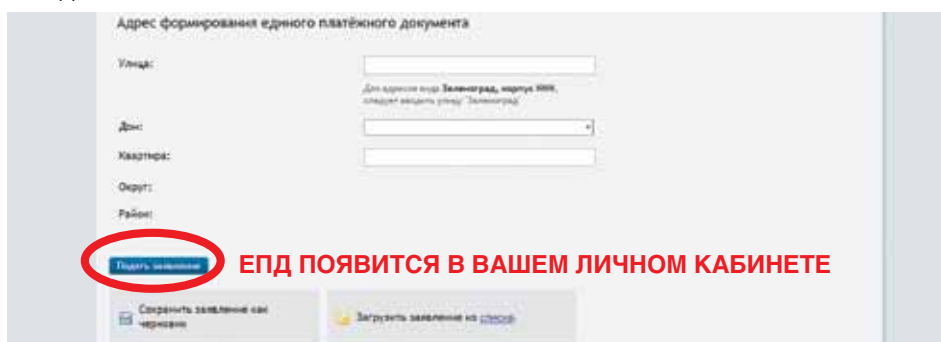 Адрес формирования единого платёжного документа
Улица:
Для адресов вида Зеленоград, корпус NNN,
следует вводить улицу "Зеленоград"
Дом:
Квартира:
Округ:
Район:
Подать заявление
ЕПД ПОЯВИТСЯ В ВАШЕМ ЛИЧНОМ КАБИНЕТЕ
Сохранить заявление как
черновик
Загрузить заявление из списка